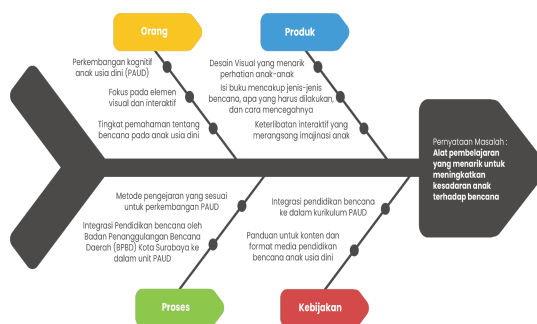 Orang
Produk
Perkembangan kognitif
anak usia dini (PAUD)
Fokus pada elemen
visual dan interaktif
Tingkat pemahaman tentang
bencana pada anak usia dini
Desain Visual yang menarik
perhatian anak-anak
Isi buku mencakup jenis-jenis
bencana, apa yang harus dilakukan,
dan cara mencegahnya
Keterlibatan interaktif yang
merangsang imajinasi anak
Pernyataan Masalah :
Alat pembelajaran
yang menarik untuk
meningkatkan
kesadaran anak
terhadap bencana
Metode pengejaran yang sesuai
untuk perkembangan PAUD
Integrasi Pendidikan bencana oleh
Badan Penanggulangan Bencana
Daerah (BPBD) Kota Surabaya ke
dalam unit PAUD
Integrasi pendidikan bencana
ke dalam kurikulum PAUD
Panduan untuk konten dan
format media pendidikan
bencana anak usia dini
Proses
Kebijakan